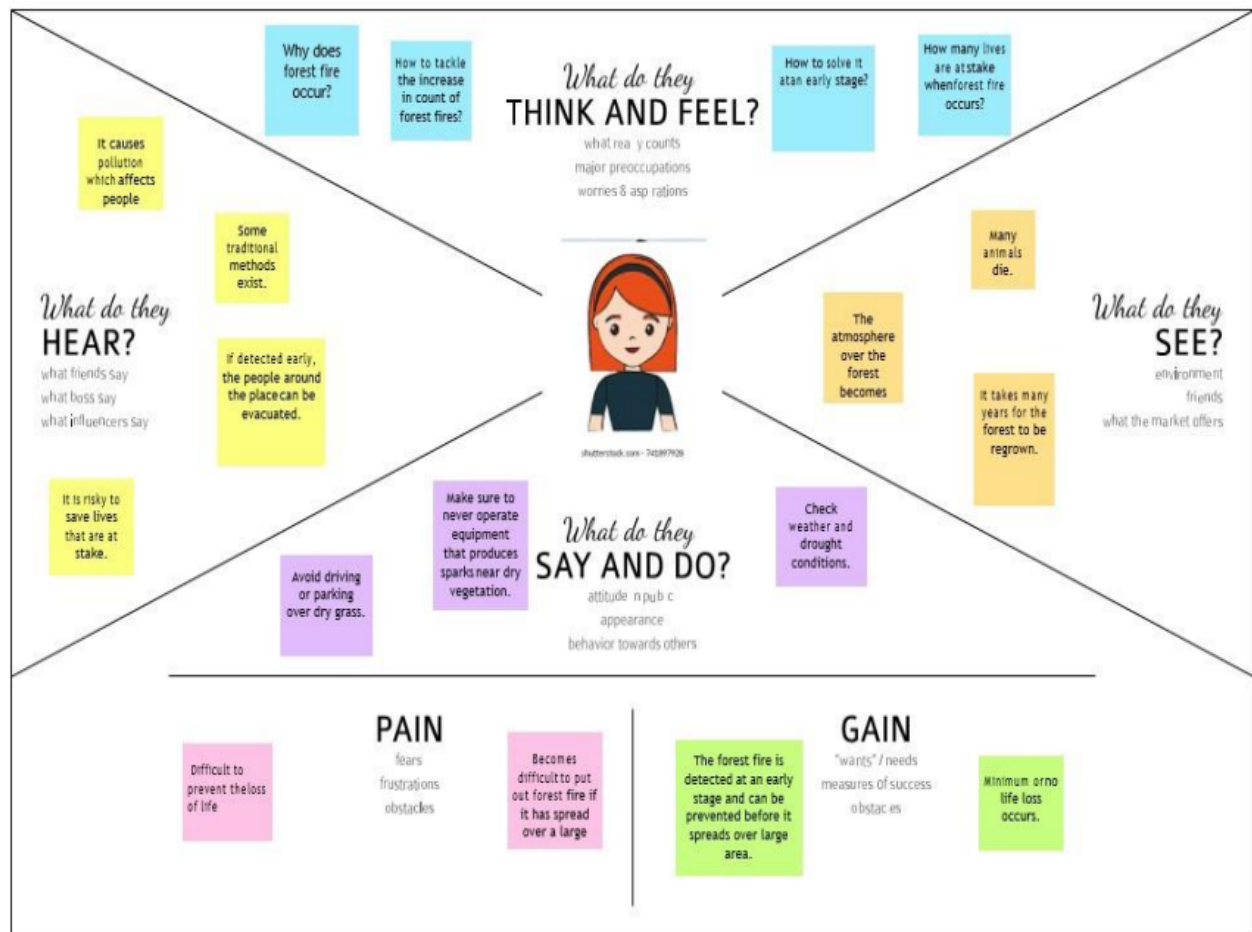 Why does
forest fire
occur?
How to tackle
the increase
in count of
forest fires?
What do they
THINK AND FEEL?
what rea y counts
major preoccupations
worries & asp rations
How to solve it
atan early stage?
How many lives
are atstake
whenforest fire
occurs?
It causes
pollution
which affects
people
Some
traditional
methods
exist.
What do they
HEAR?
what friends say
what boss say
what influencers say
If detected early,
the people around
the place can be
evacuated.
It is risky to
save lives
that are at
stake.
Many
animals
die.
The
atmosphere
over the
forest
becomes
What do they
SEE?
environment
friends
what the market offers
It takes many
years for the
forest to be
regrown.
shutterstock.com · 741897928
Avoid driving
or parking
over dry grass.
Make sure to
never operate
equipment
that produces
sparks near dry
vegetation.
What do they
SAY AND DO?
attitude n pub c
appearance
behavior towards others
Check
weather and
drought
conditions.
PAIN
fears
frustrations
obstacles
Difficult to
prevent theloss
of life
Becomes
difficult to put
out forest fire if
it has spread
over a large
GAIN
"wants" / needs
measures of success
obstac es
The forest fire is
detected at an early
stage and can be
prevented before it
spreads over large
area.
Minimum orno
life loss
occurs.